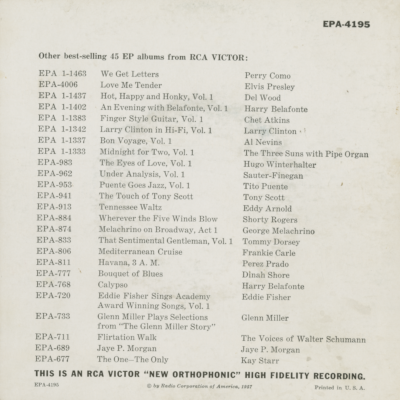 EPA-4195
Other best-selling 45 EP albums from RCA VICTOR:
EPA 1-1463 We Get Letters Perry Como
EPA-4006 Love Me Tender Elvis Presley
EPA 1-1437 Hot, Happy and Honky, Vol. 1 Del Wood
EPA 1-1402 An Evening with Belafonte, Vol. 1 Harry Belafonte
EPA 1-1383 Finger Style Guitar, Vol. 1 Chet Atkins
EPA 1-1342 Larry Clinton in Hi-Fi, Vol. 1 Larry Clinton
EPA 1-1337 Bon Voyage, Vol. 1 Al Nevins
EPA 1-1333 Midnight for Two, Vol. 1 The Three Suns with Pipe Organ
EPA-983 The Eyes of Love, Vol. 1 Hugo Winterhalter
EPA-962 Under Analysis, Vol. 1 Sauter-Finegan
EPA-953 Puente Goes Jazz, Vol. 1 Tito Puente
EPA-941 The Touch of Tony Scott Tony Scott
EPA-913 Tennessee Waltz Eddy Arnold
EPA-884 Wherever the Five Winds Blow Shorty Rogers
EPA-874 Melachrino on Broadway, Act 1 George Melachrino
EPA-833 That Sentimental Gentleman, Vol. 1 Tommy Dorsey
EPA-806 Mediterranean Cruise Frankie Carle
EPA-811 Havana, 3 A. M. Perez Prado
EPA-777 Bouquet of Blues Dinah Shore
EPA-768 Calypso Harry Belafonte
EPA-720 Eddie Fisher Sings Academy Eddie Fisher
Award Winning Songs, Vol. 1
EPA-733 Glenn Miller Plays Selections Glenn Miller
from "The Glenn Miller Story"
EPA-711 Flirtation Walk The Voices of Walter Schumann
EPA-689 Jaye P. Morgan Jaye P. Morgan
EPA-677 The One—The Only Kay Starr
THIS IS AN RCA VICTOR "NEW ORTHOPHONIC" HIGH FIDELITY RECORDING.
EPA-4195 © by Radio Corporation of America, 1957 Printed in U. S. A.